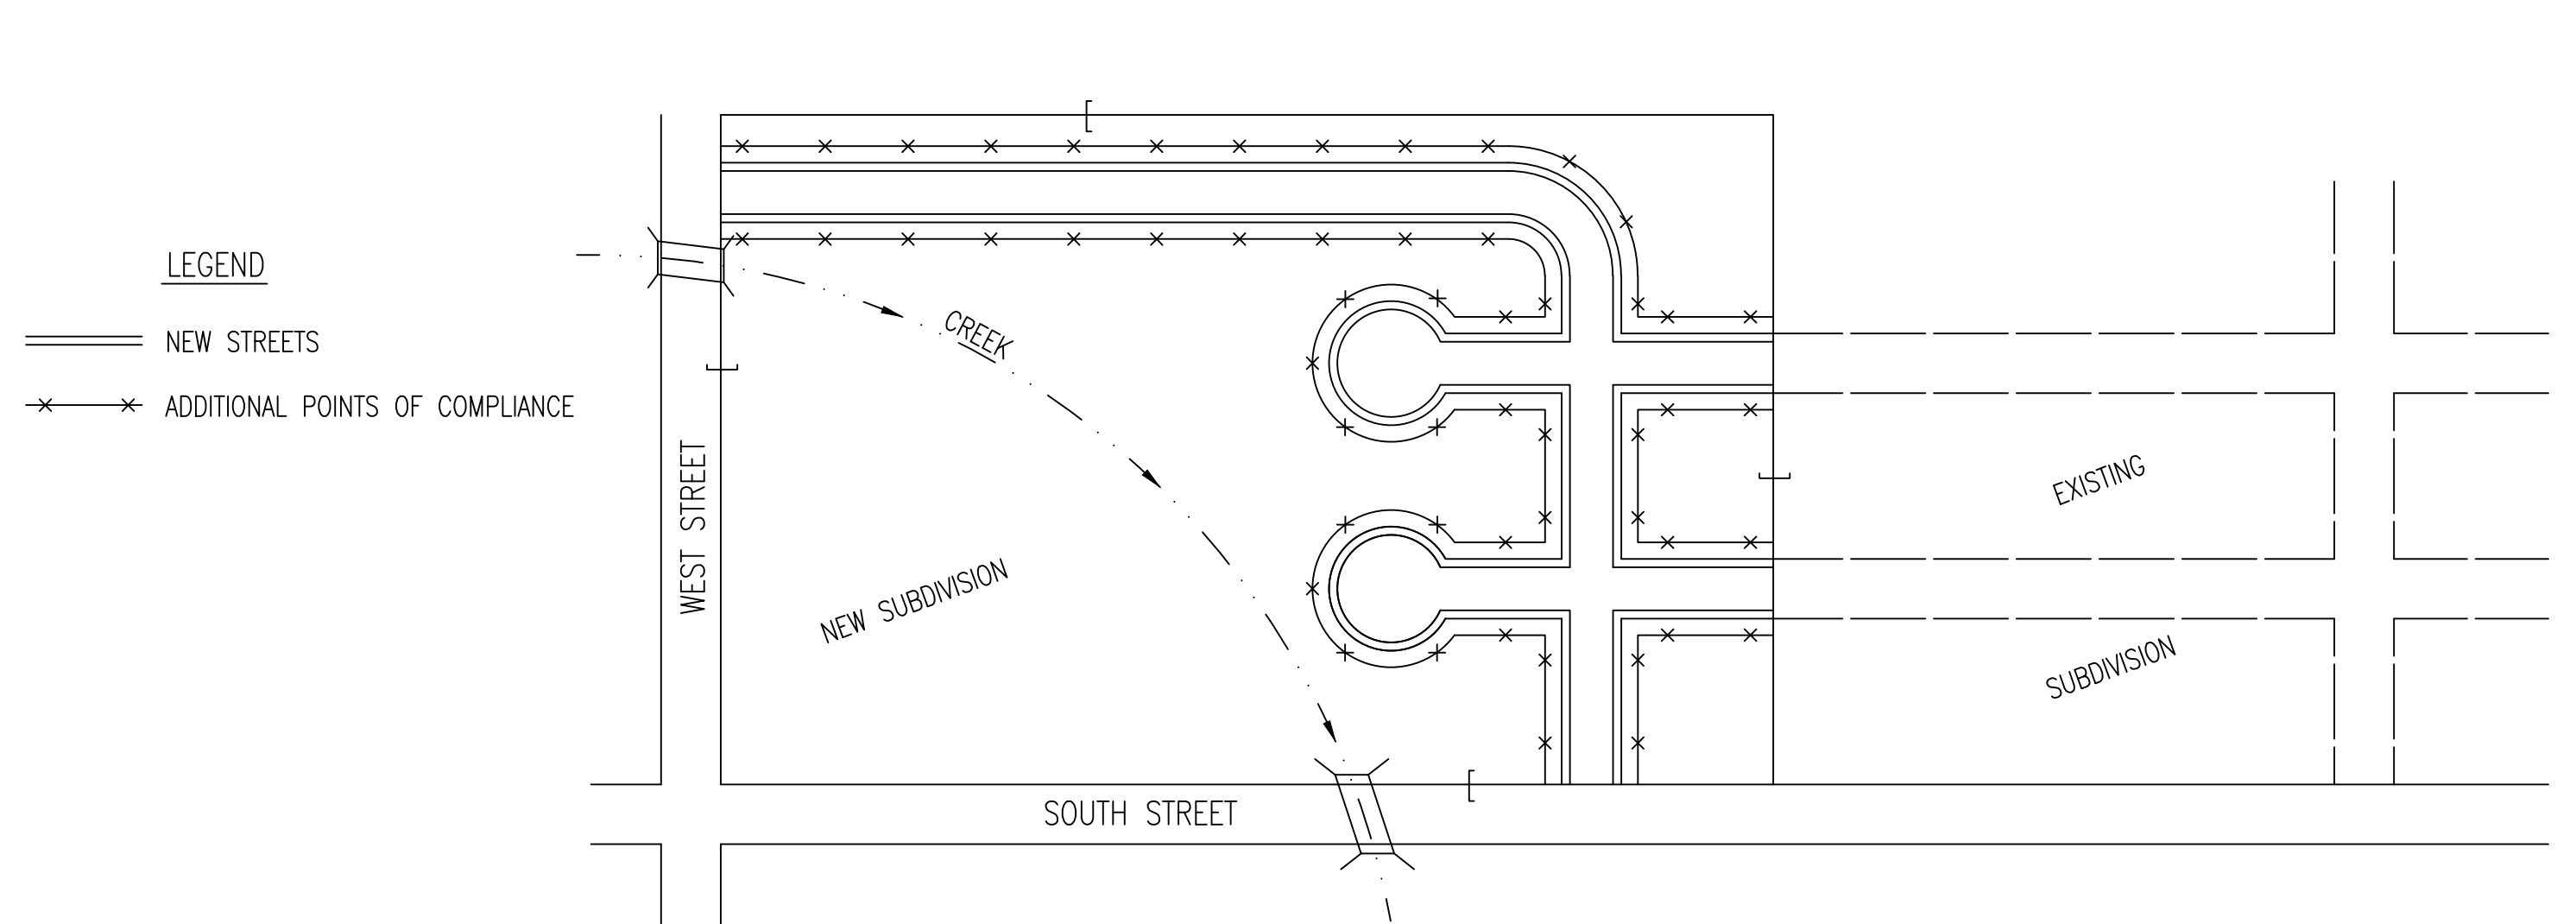 LEGEND
NEW STREETS
ADDITIONAL POINTS OF COMPLIANCE
CREEK
WEST STREET
NEW SUBDIVISION
SOUTH STREET
EXISTING
SUBDIVISION